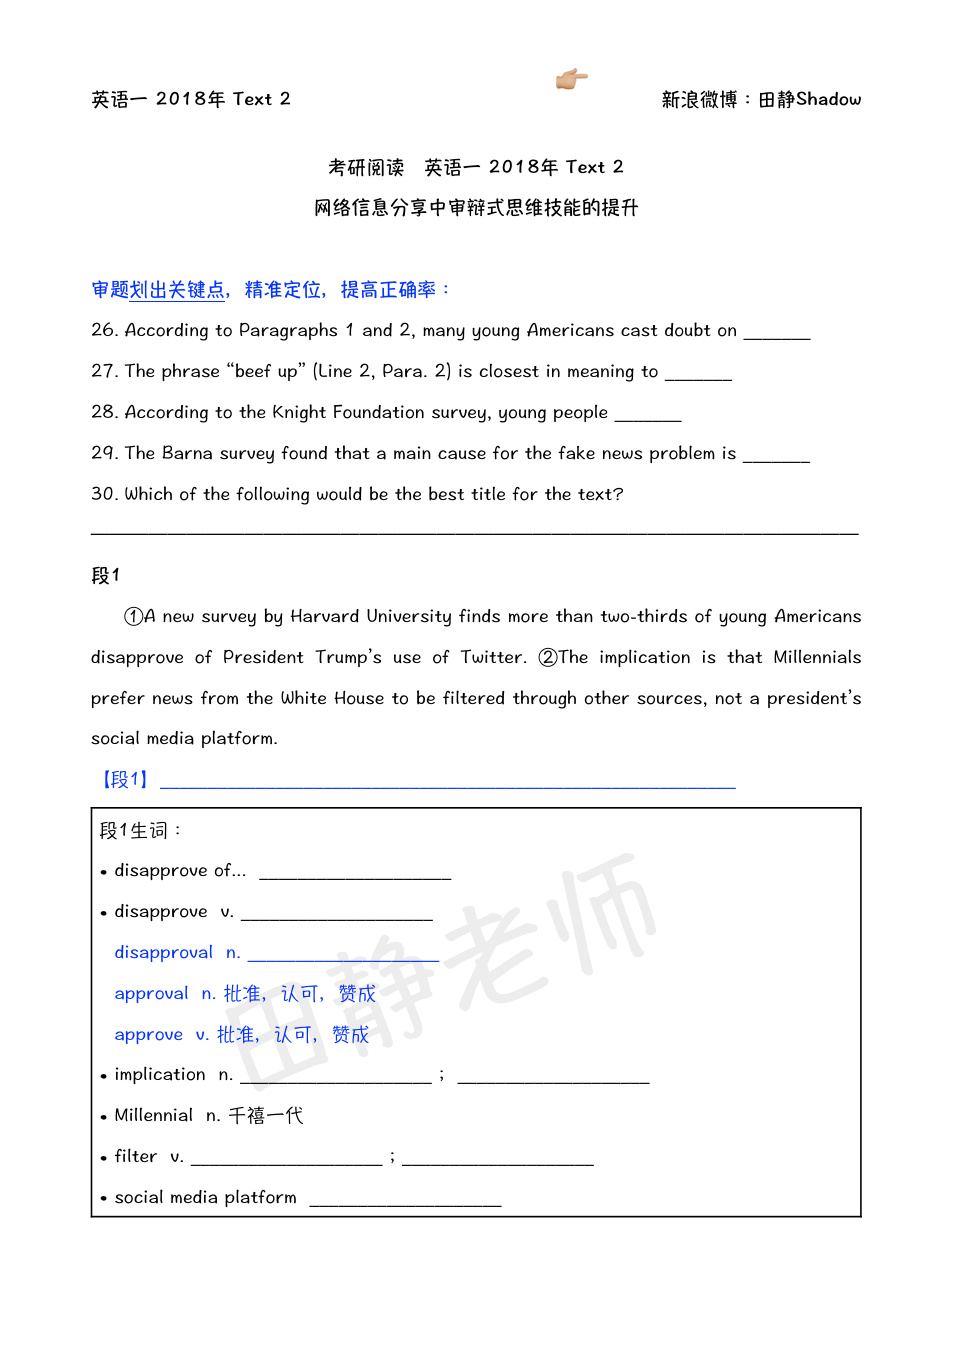 英语一 2018年 Text 2
新浪微博：田静Shadow
考研阅读 英语一 2018年 Text 2
网络信息分享中审辩式思维技能的提升
审题划出关键点，精准定位，提高正确率：
26. According to Paragraphs 1 and 2, many young Americans cast doubt on _______
27. The phrase “beef up” (Line 2, Para. 2) is closest in meaning to _______
28. According to the Knight Foundation survey, young people _______
29. The Barna survey found that a main cause for the fake news problem is _______
30. Which of the following would be the best title for the text?
段1
①A new survey by Harvard University finds more than two-thirds of young Americans
disapprove of President Trump’s use of Twitter. ②The implication is that Millennials
prefer news from the White House to be filtered through other sources, not a president’s
social media platform.
【段1】____________________________________________________________
段1生词：
• disapprove of... ____________________
• disapprove v. ____________________
disapproval n. ____________________
approval n. 批准，认可，赞成
approve v. 批准，认可，赞成
• implication n. ____________________；____________________
• Millennial n. 千禧一代
• filter v. ____________________；____________________
• social media platform ____________________
田静老师